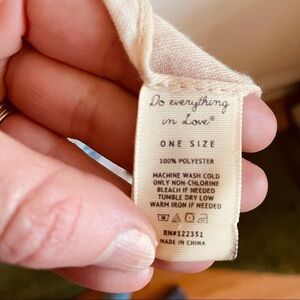 Do everything
in Love®
ONE SIZE
100% POLYESTER
MACHINE WASH COLD
ONLY NON-CHLORINE
BLEACH IF NEEDED
TUMBLE DRY LOW
WARM IRON IF NEEDED
RN#122351
MADE IN CHINA